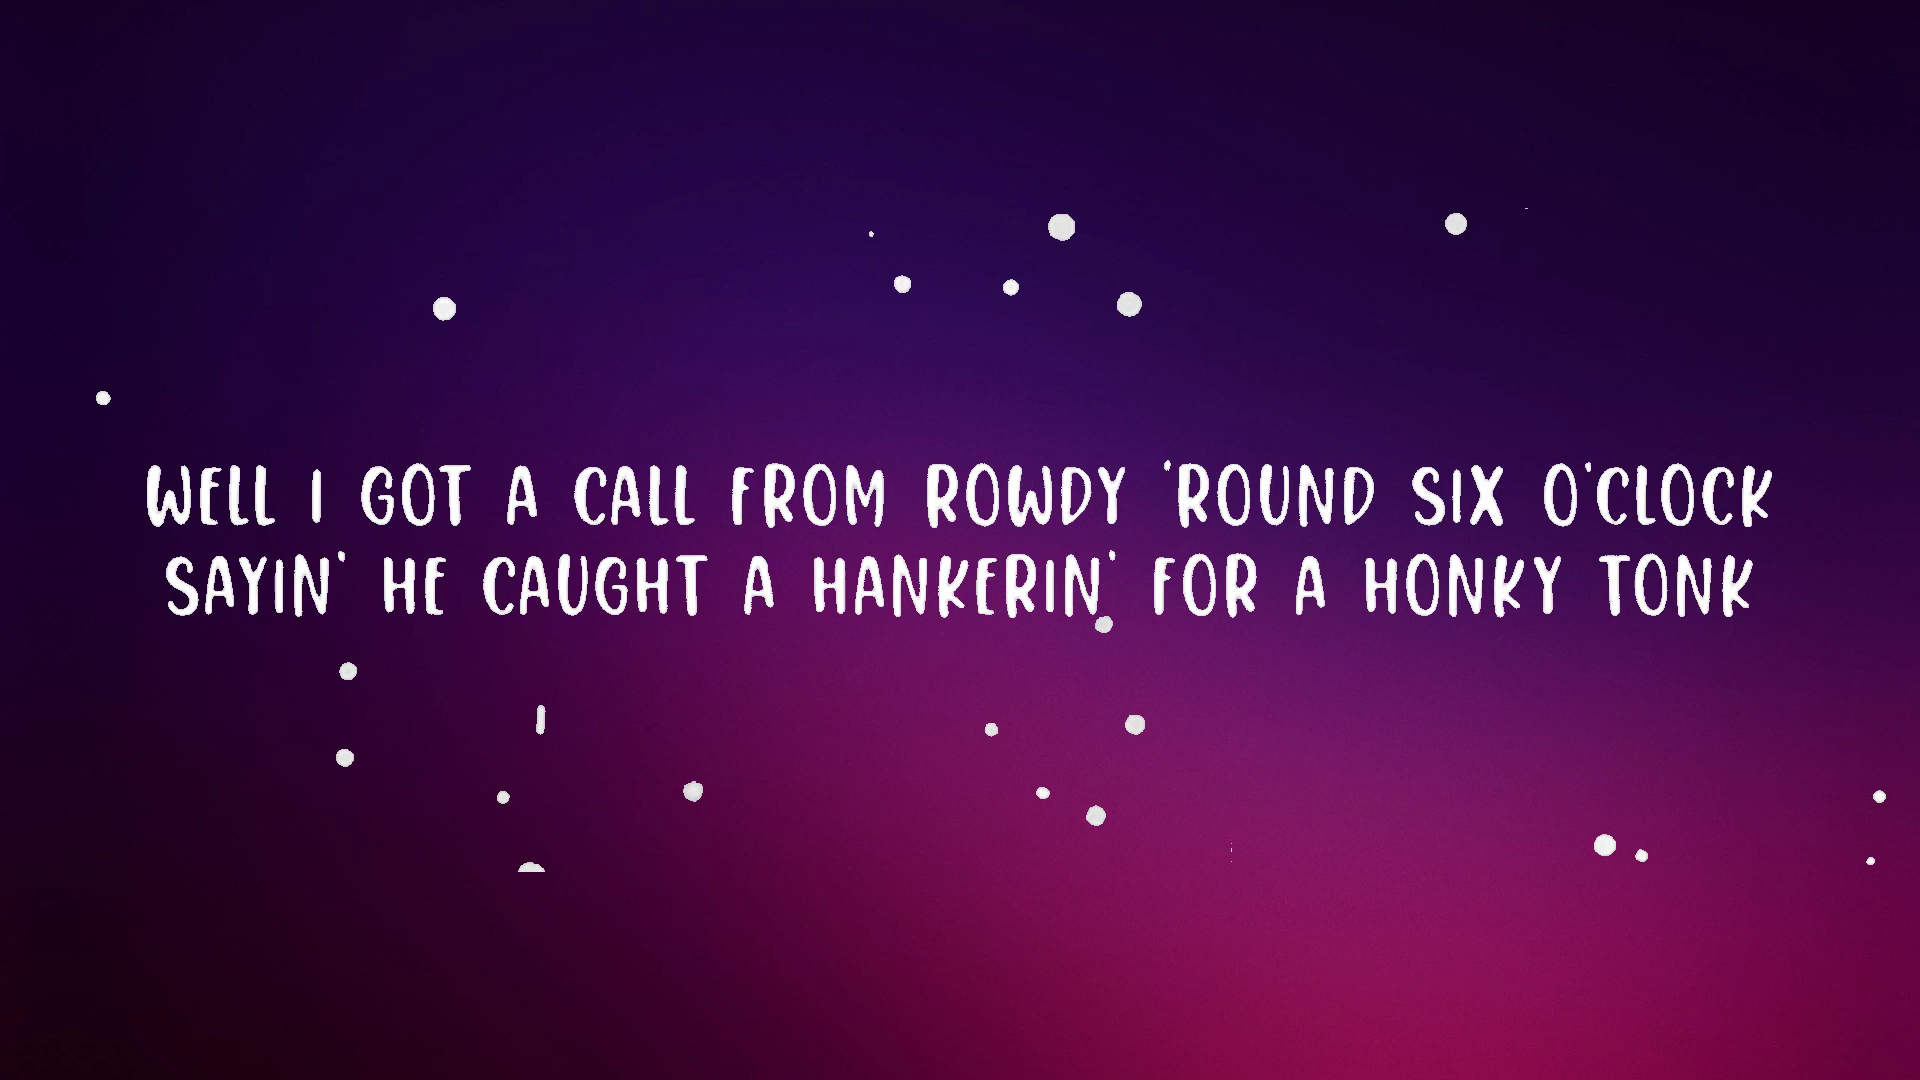 WELL I GOT A CALL FROM ROWDY 'ROUND SIX O'CLOCK
SAYIN' HE CAUGHT A HANKERIN' FOR A HONKY TONK